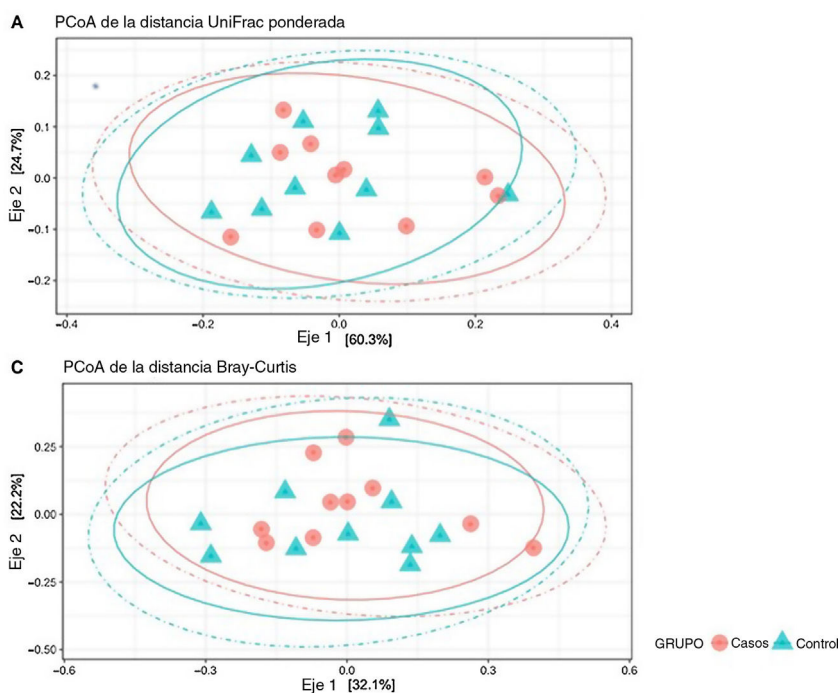 A PCoA de la distancia UniFrac ponderada
0.2
0.1
0.0
−0.1
−0.2
Eje 2 [24.7%]
−0.4 −0.2 0.0 0.2 0.4
Eje 1 [60.3%]
C PCoA de la distancia Bray-Curtis
0.25
0.00
−0.25
−0.50
Eje 2 [22.2%]
−0.6 −0.3 0.0 0.3 0.6
Eje 1 [32.1%]
GRUPO Casos Control